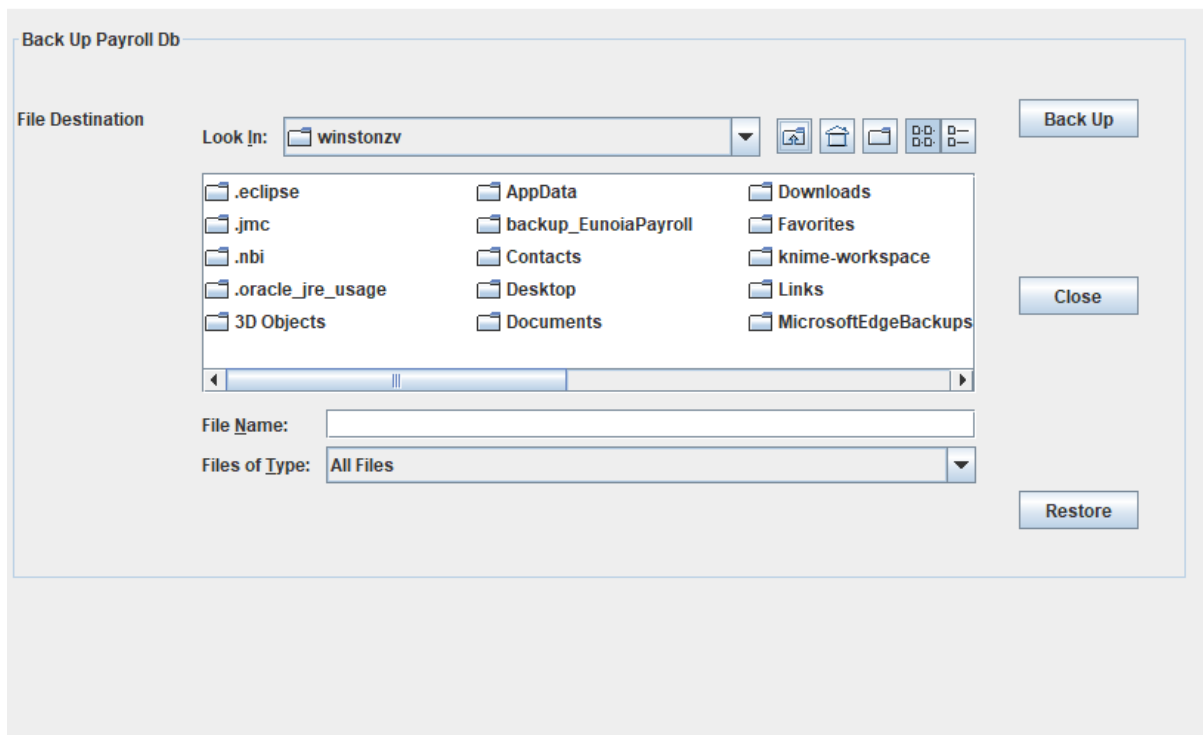 Back Up Payroll Db
File Destination
Look In: winstonzv
Back Up
.eclipse AppData Downloads
.jmc backup_EunoiaPayroll Favorites
.nbi Contacts knime-workspace
.oracle_jre_usage Desktop Links
3D Objects Documents MicrosoftEdgeBackups
Close
File Name:
Files of Type: All Files
Restore